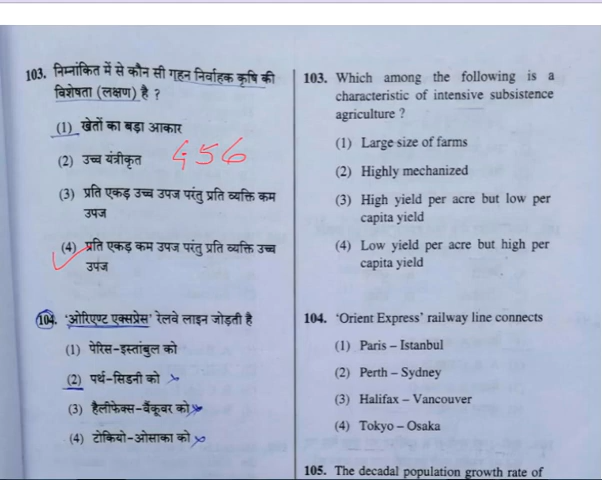 103. निम्नांकित में से कौन सी गहन निर्वाहक कृषि की
विशेषता (लक्षण) है ?
(1) खेतों का बड़ा आकार
(2) उच्च यंत्रीकृत
456
(3) प्रति एकड़ उच्च उपज परंतु प्रति व्यक्ति कम
उपज
(4) प्रति एकड़ कम उपज परंतु प्रति व्यक्ति उच्च
उपज
104. 'ओरिएण्ट एक्सप्रेस' रेलवे लाइन जोड़ती है
(1) पेरिस–इस्तांबुल को
(2) पर्थ–सिडनी को
(3) हैलीफेक्स–वैंकूवर को
(4) टोकियो–ओसाका को
103. Which among the following is a
characteristic of intensive subsistence
agriculture ?
(1) Large size of farms
(2) Highly mechanized
(3) High yield per acre but low per
capita yield
(4) Low yield per acre but high per
capita yield
104. 'Orient Express' railway line connects
(1) Paris – Istanbul
(2) Perth – Sydney
(3) Halifax – Vancouver
(4) Tokyo – Osaka
105. The decadal population growth rate of